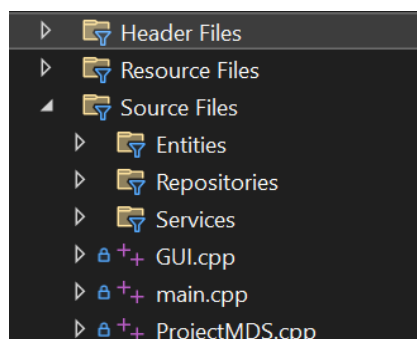 Header Files
Resource Files
Source Files
Entities
Repositories
Services
GUI.cpp
main.cpp
ProjectMDS.cpp